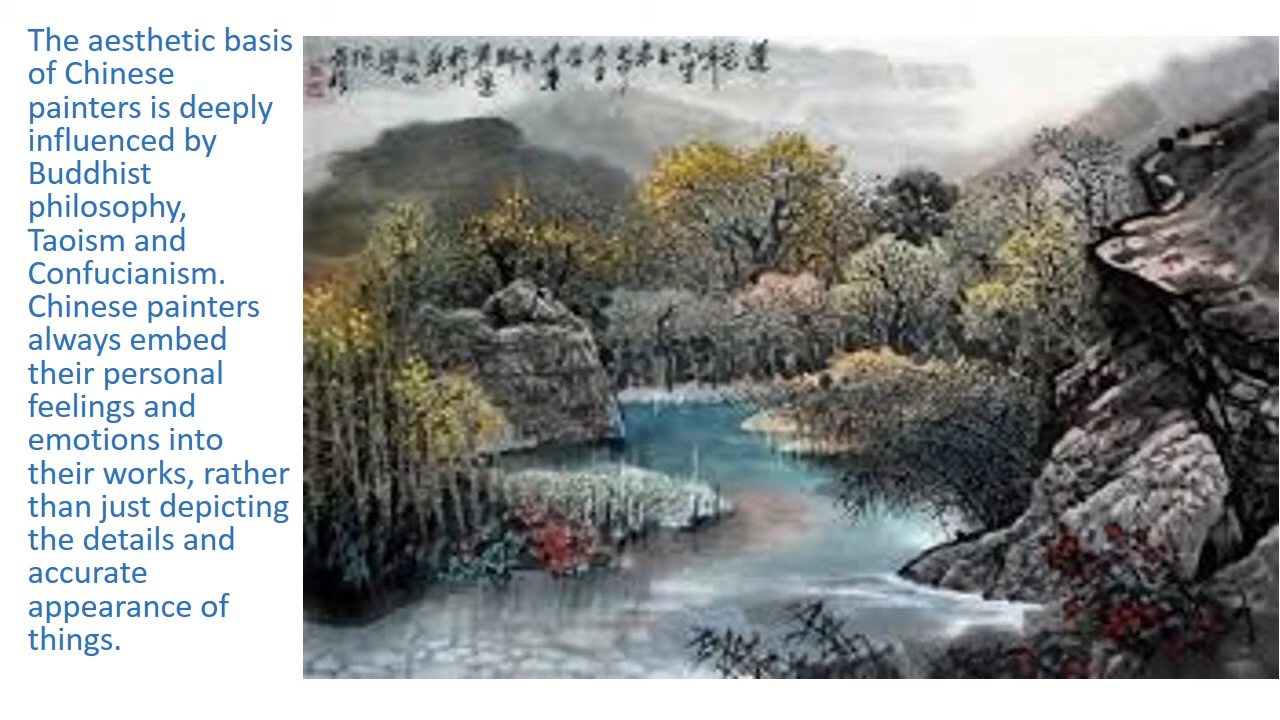 The aesthetic basis
of Chinese
painters is deeply
influenced by
Buddhist
philosophy,
Taoism and
Confucianism.
Chinese painters
always embed
their personal
feelings and
emotions into
their works, rather
than just depicting
the details and
accurate
appearance of
things.